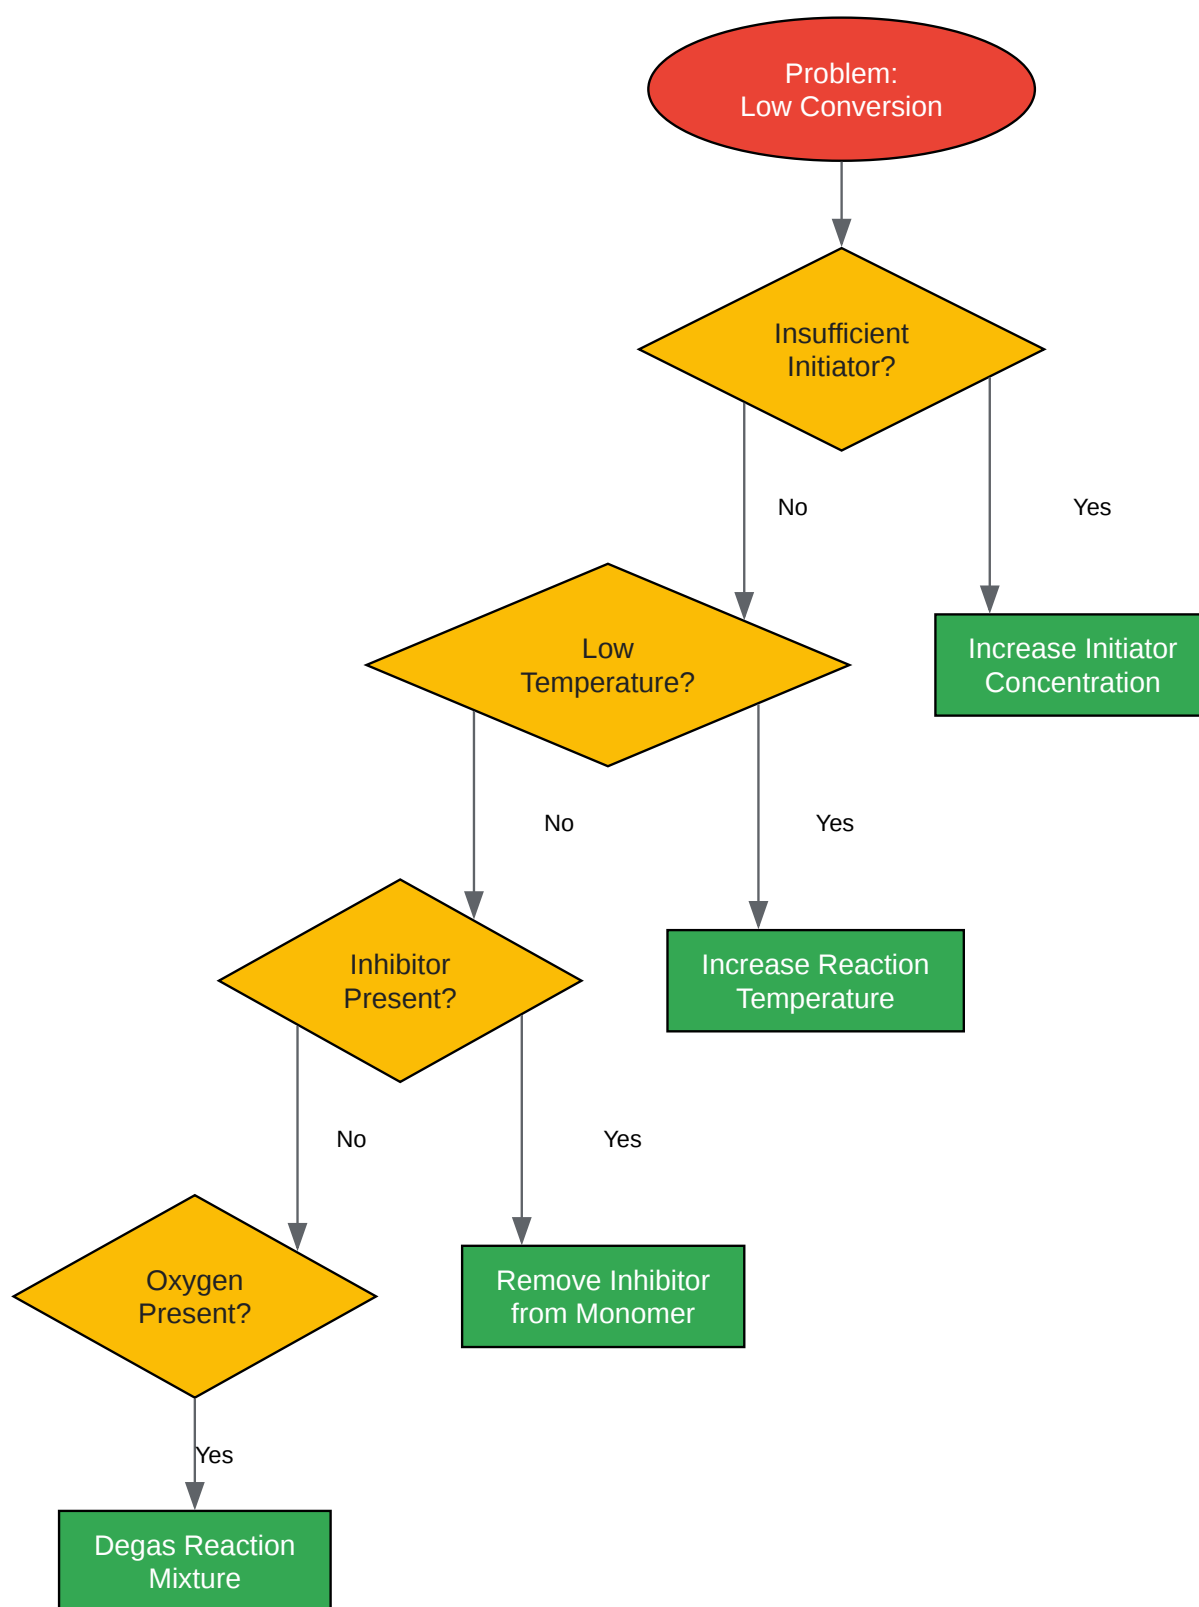 Problem:
Low Conversion
Insufficient
Initiator?
No
Yes
Low
Temperature?
Increase Initiator
Concentration
No
Yes
Inhibitor
Present?
Increase Reaction
Temperature
No
Yes
Oxygen
Present?
Remove Inhibitor
from Monomer
Yes
Degas Reaction
Mixture